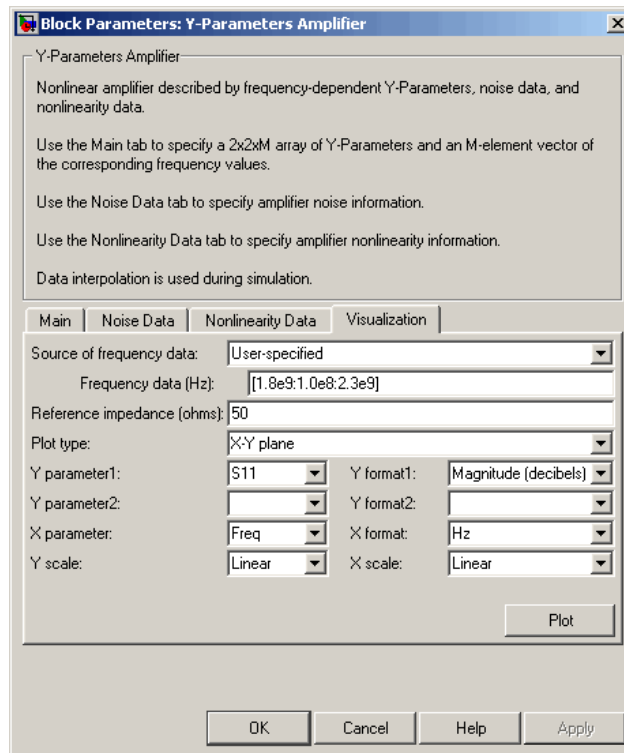 Block Parameters: Y-Parameters Amplifier
Y-Parameters Amplifier
Nonlinear amplifier described by frequency-dependent Y-Parameters, noise data, and
nonlinearity data.
Use the Main tab to specify a 2x2xM array of Y-Parameters and an M-element vector of
the corresponding frequency values.
Use the Noise Data tab to specify amplifier noise information.
Use the Nonlinearity Data tab to specify amplifier nonlinearity information.
Data interpolation is used during simulation.
Main Noise Data Nonlinearity Data Visualization
Source of frequency data: User-specified
Frequency data (Hz): [1.8e9:1.0e8:2.3e9]
Reference impedance (ohms): 50
Plot type: X-Y plane
Y parameter1: S11 Y format1: Magnitude (decibels)
Y parameter2: Y format2:
X parameter: Freq X format: Hz
Y scale: Linear X scale: Linear
Plot
OK Cancel Help Apply